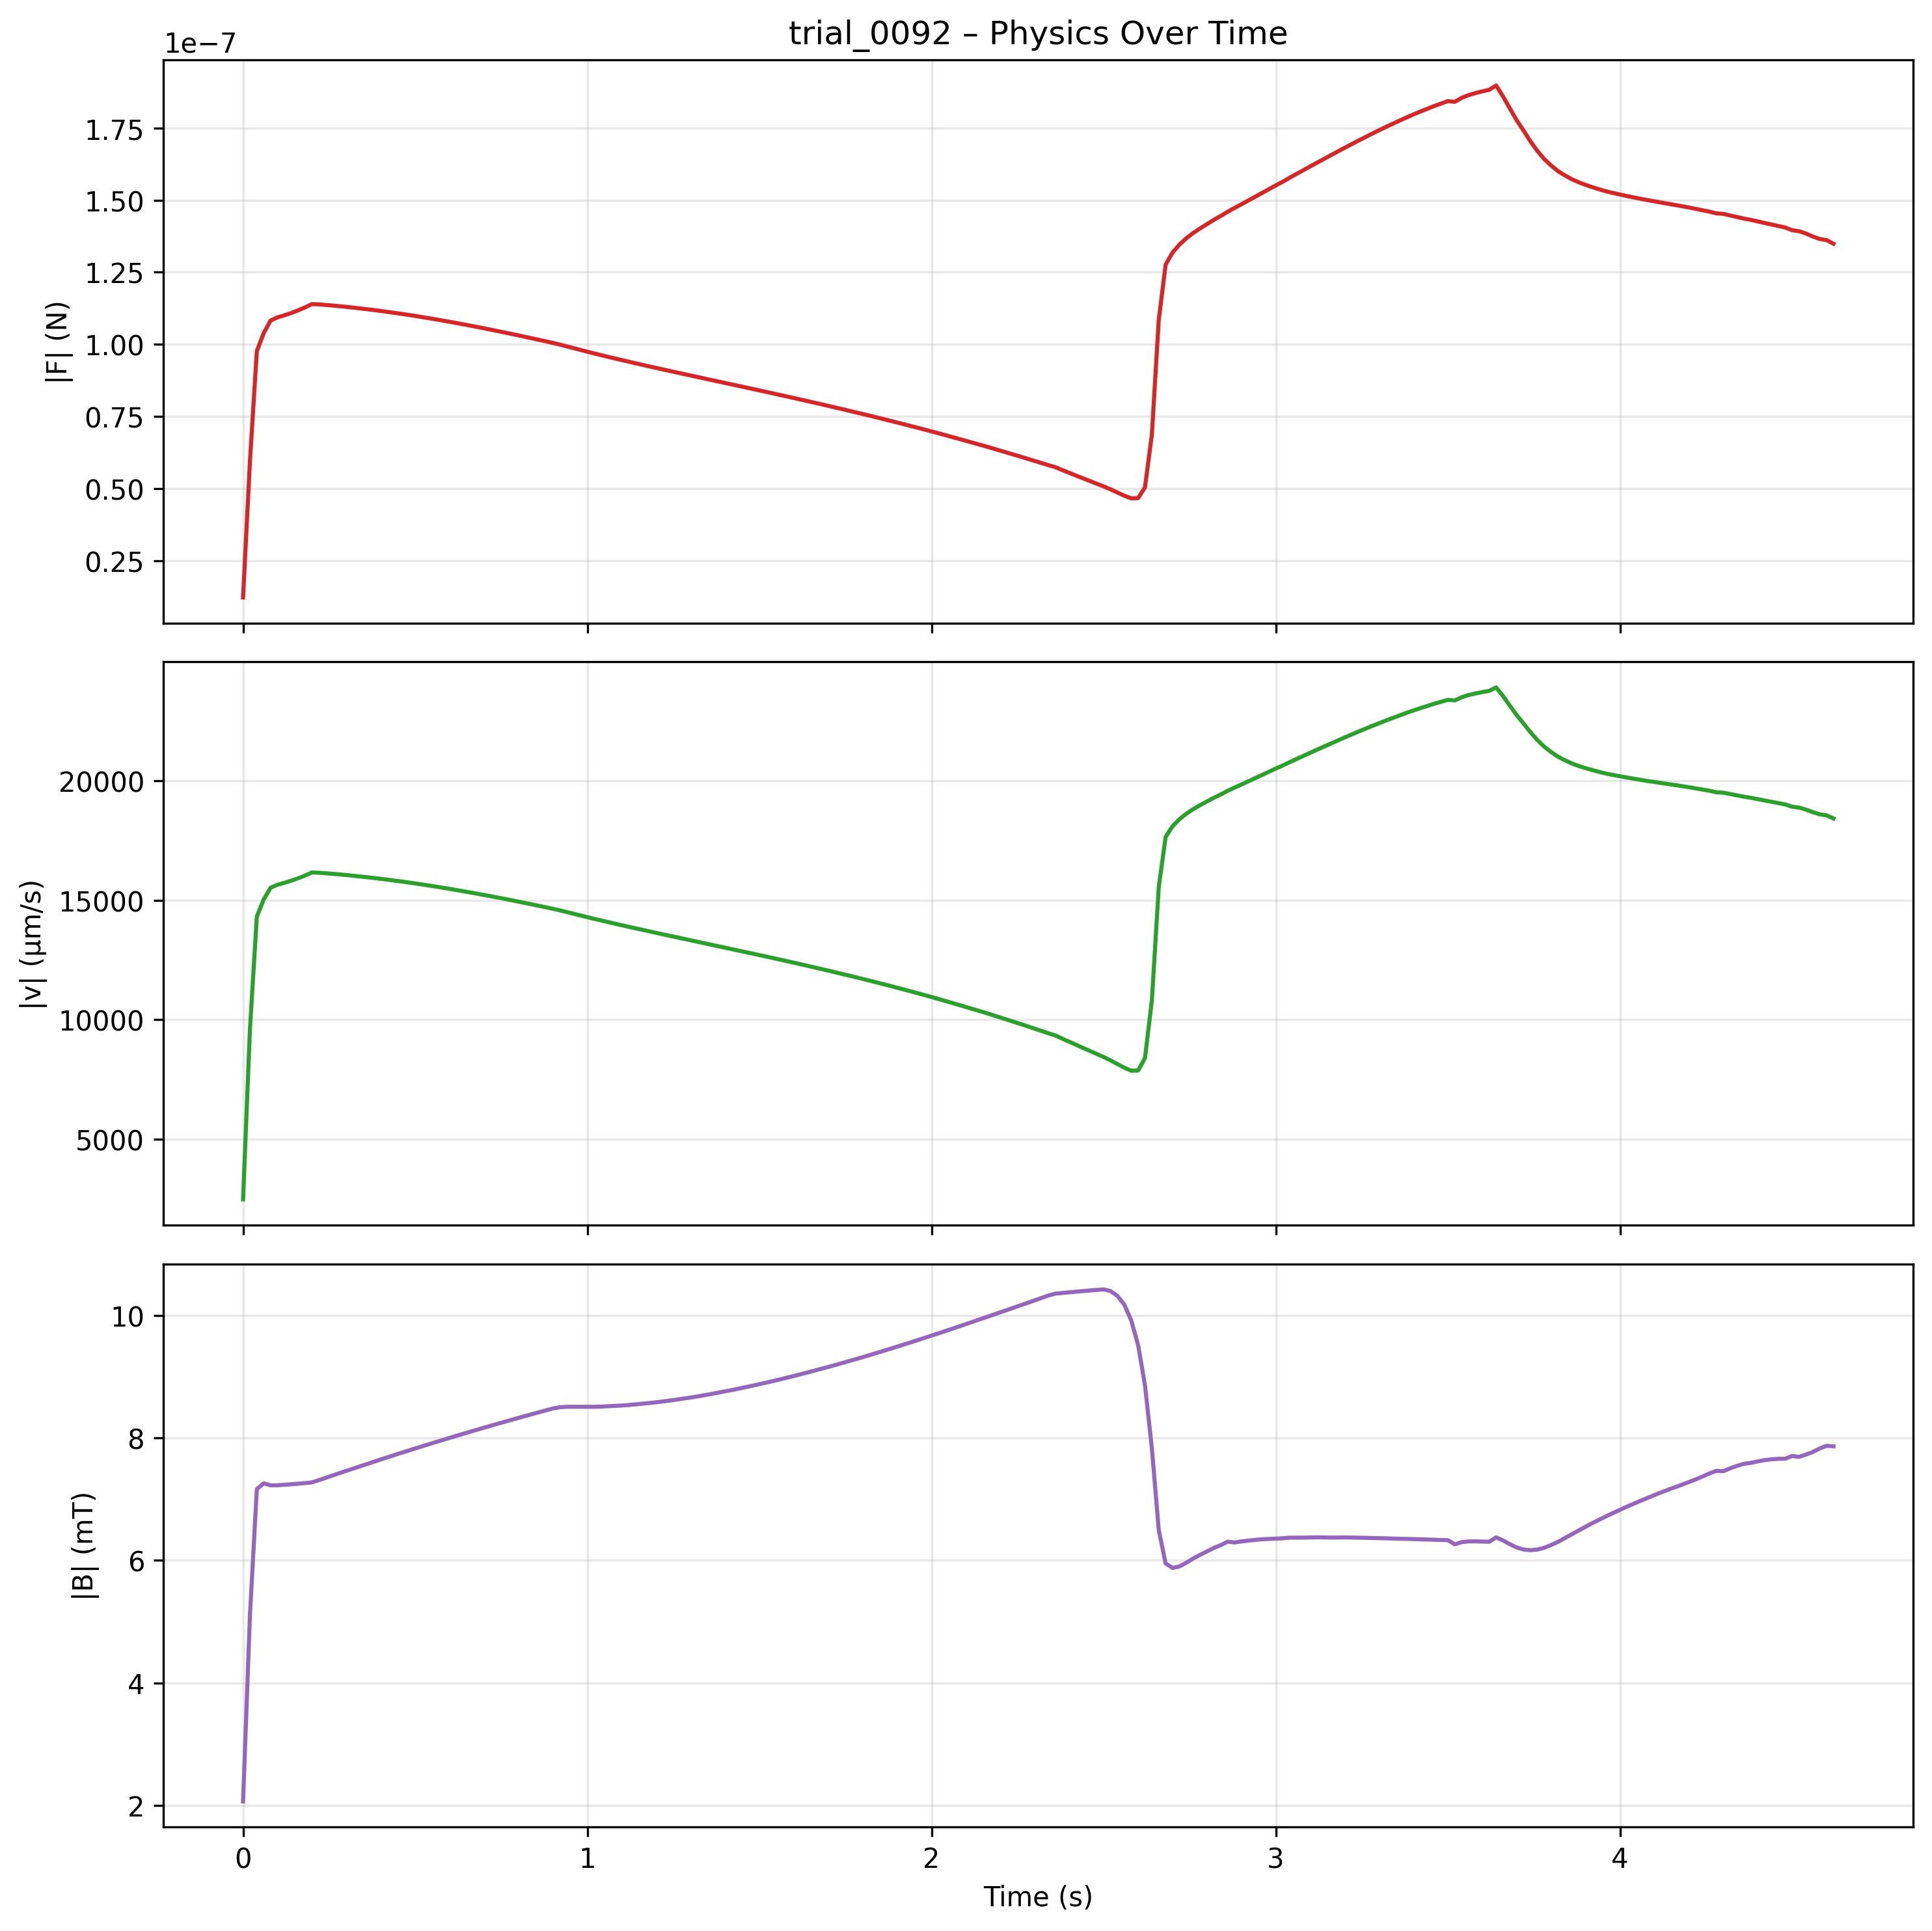 trial_0092 – Physics Over Time
1e−7
1.75
1.50
1.25
1.00
0.75
0.50
0.25
|F| (N)
20000
15000
10000
5000
|v| (μm/s)
10
8
6
4
2
|B| (mT)
0 1 2 3 4
Time (s)